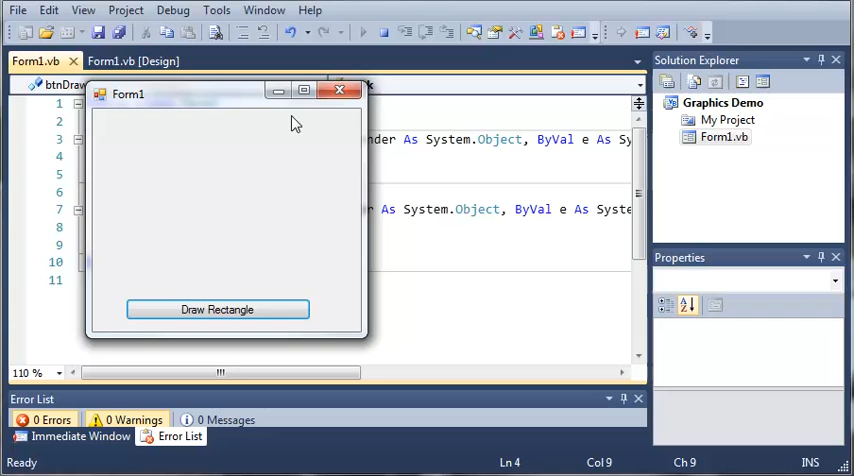 File Edit View Project Build Debug Data Tools Window Help
Form1.vb Form1.vb [Design]
Solution Explorer
btnDraw
Form1
Graphics Demo
My Project
Form1.vb
1
2
3 As System.Object, ByVal e As Sy
4
5
6
7 As System.Object, ByVal e As Syste
8
9
10
11
Draw Rectangle
Properties
110 %
Error List
0 Errors 0 Warnings 0 Messages
Immediate Window Error List
Ready Ln 4 Col 9 Ch 9 INS